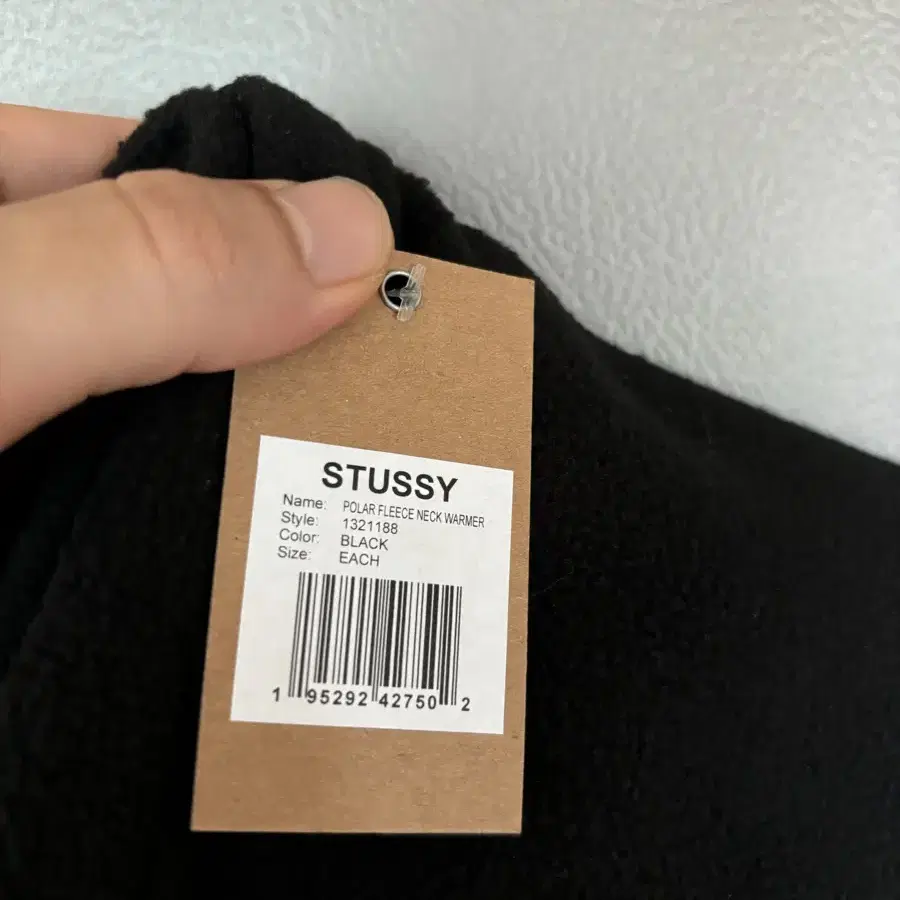 STUSSY
Name: POLAR FLEECE NECK WARMER
Style: 1321188
Color: BLACK
Size: EACH
1 95292 42750 2